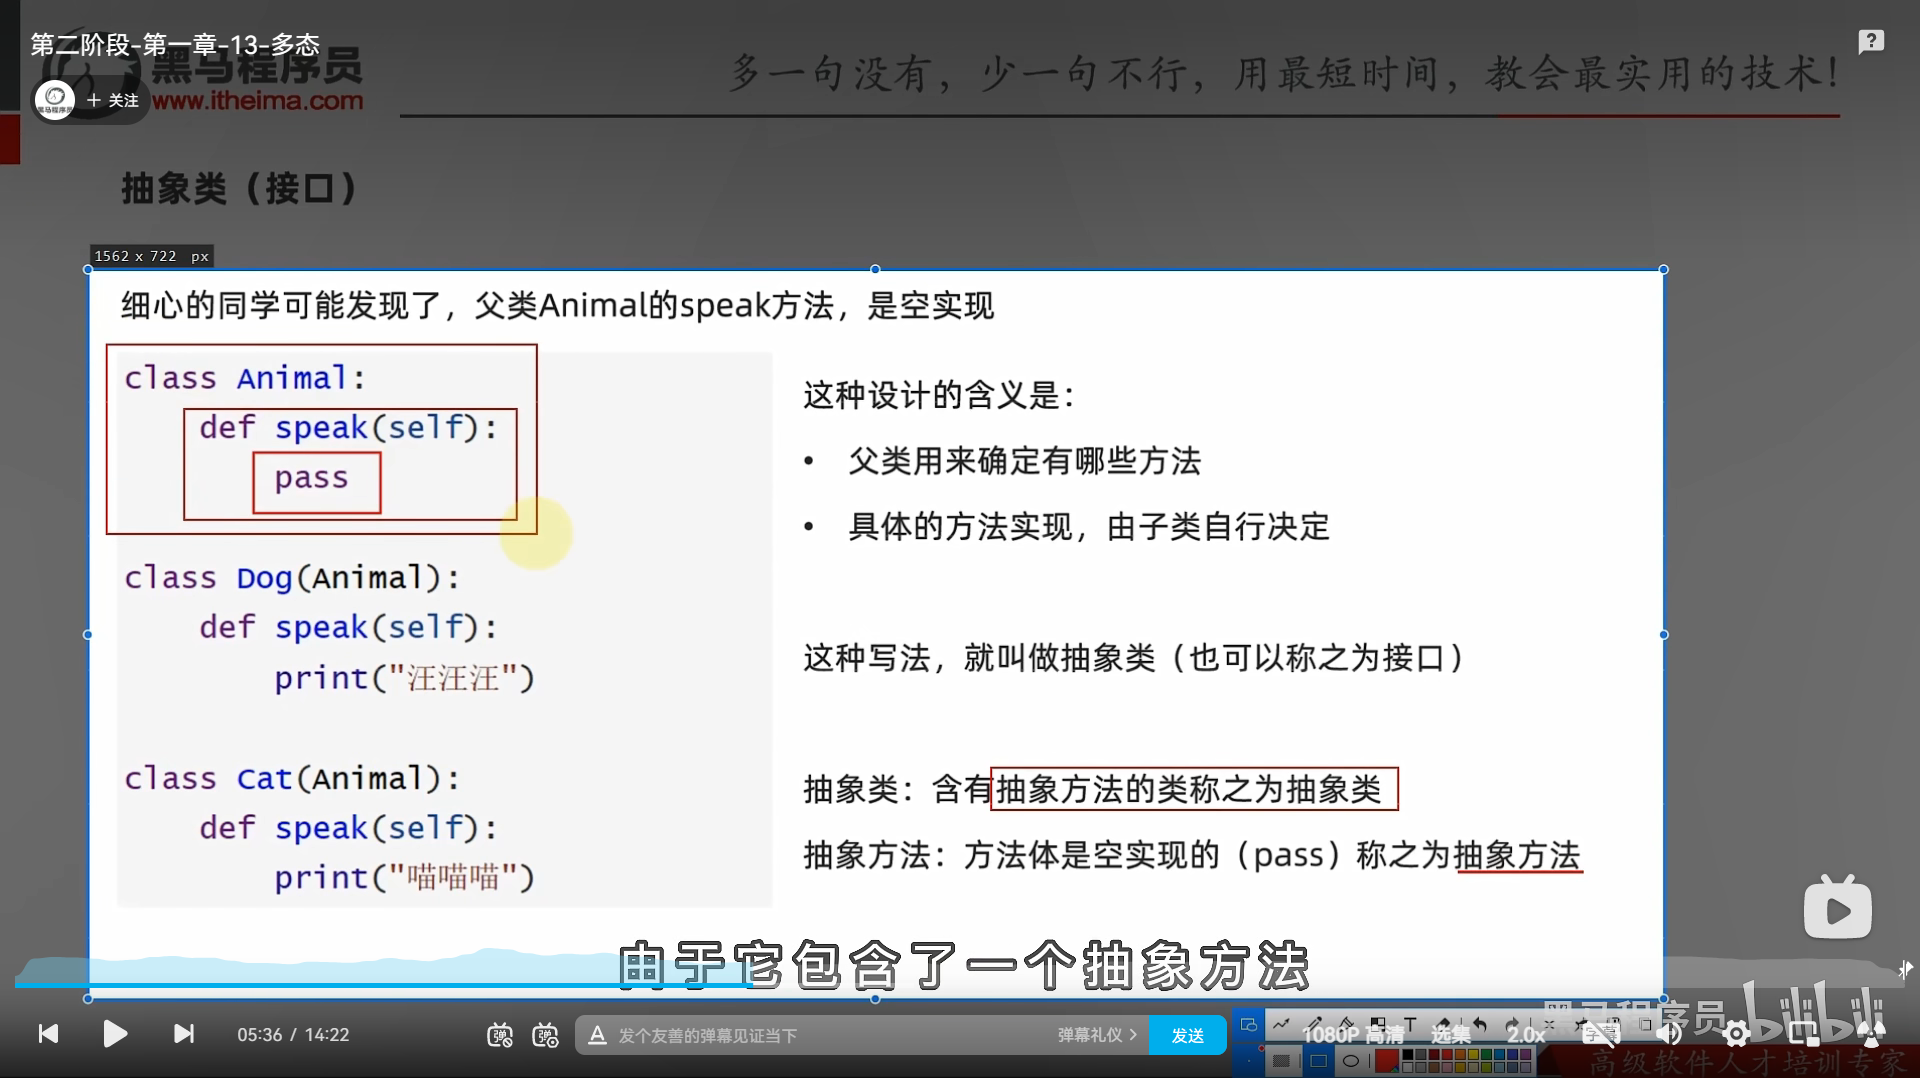 第二阶段-第一章-13-多态
黑马程序员
www.itheima.com
+ 关注
多一句没有，少一句不行，用最短时间，教会最实用的技术！
抽象类（接口）
1562 x 722 px
细心的同学可能发现了，父类Animal的speak方法，是空实现
class Animal:
    def speak(self):
        pass
class Dog(Animal):
    def speak(self):
        print("汪汪汪")
class Cat(Animal):
    def speak(self):
        print("喵喵喵")
这种设计的含义是：
• 父类用来确定有哪些方法
• 具体的方法实现，由子类自行决定
这种写法，就叫做抽象类（也可以称之为接口）
抽象类：含有抽象方法的类称之为抽象类
抽象方法：方法体是空实现的（pass）称之为抽象方法
由于它包含了一个抽象方法
黑马程序员 bilibili
05:36 / 14:22
弹
弹
A 发个友善的弹幕见证当下
弹幕礼仪 >
发送
1080P 高清
选集
2.0x
字幕
高级软件人才培训专家